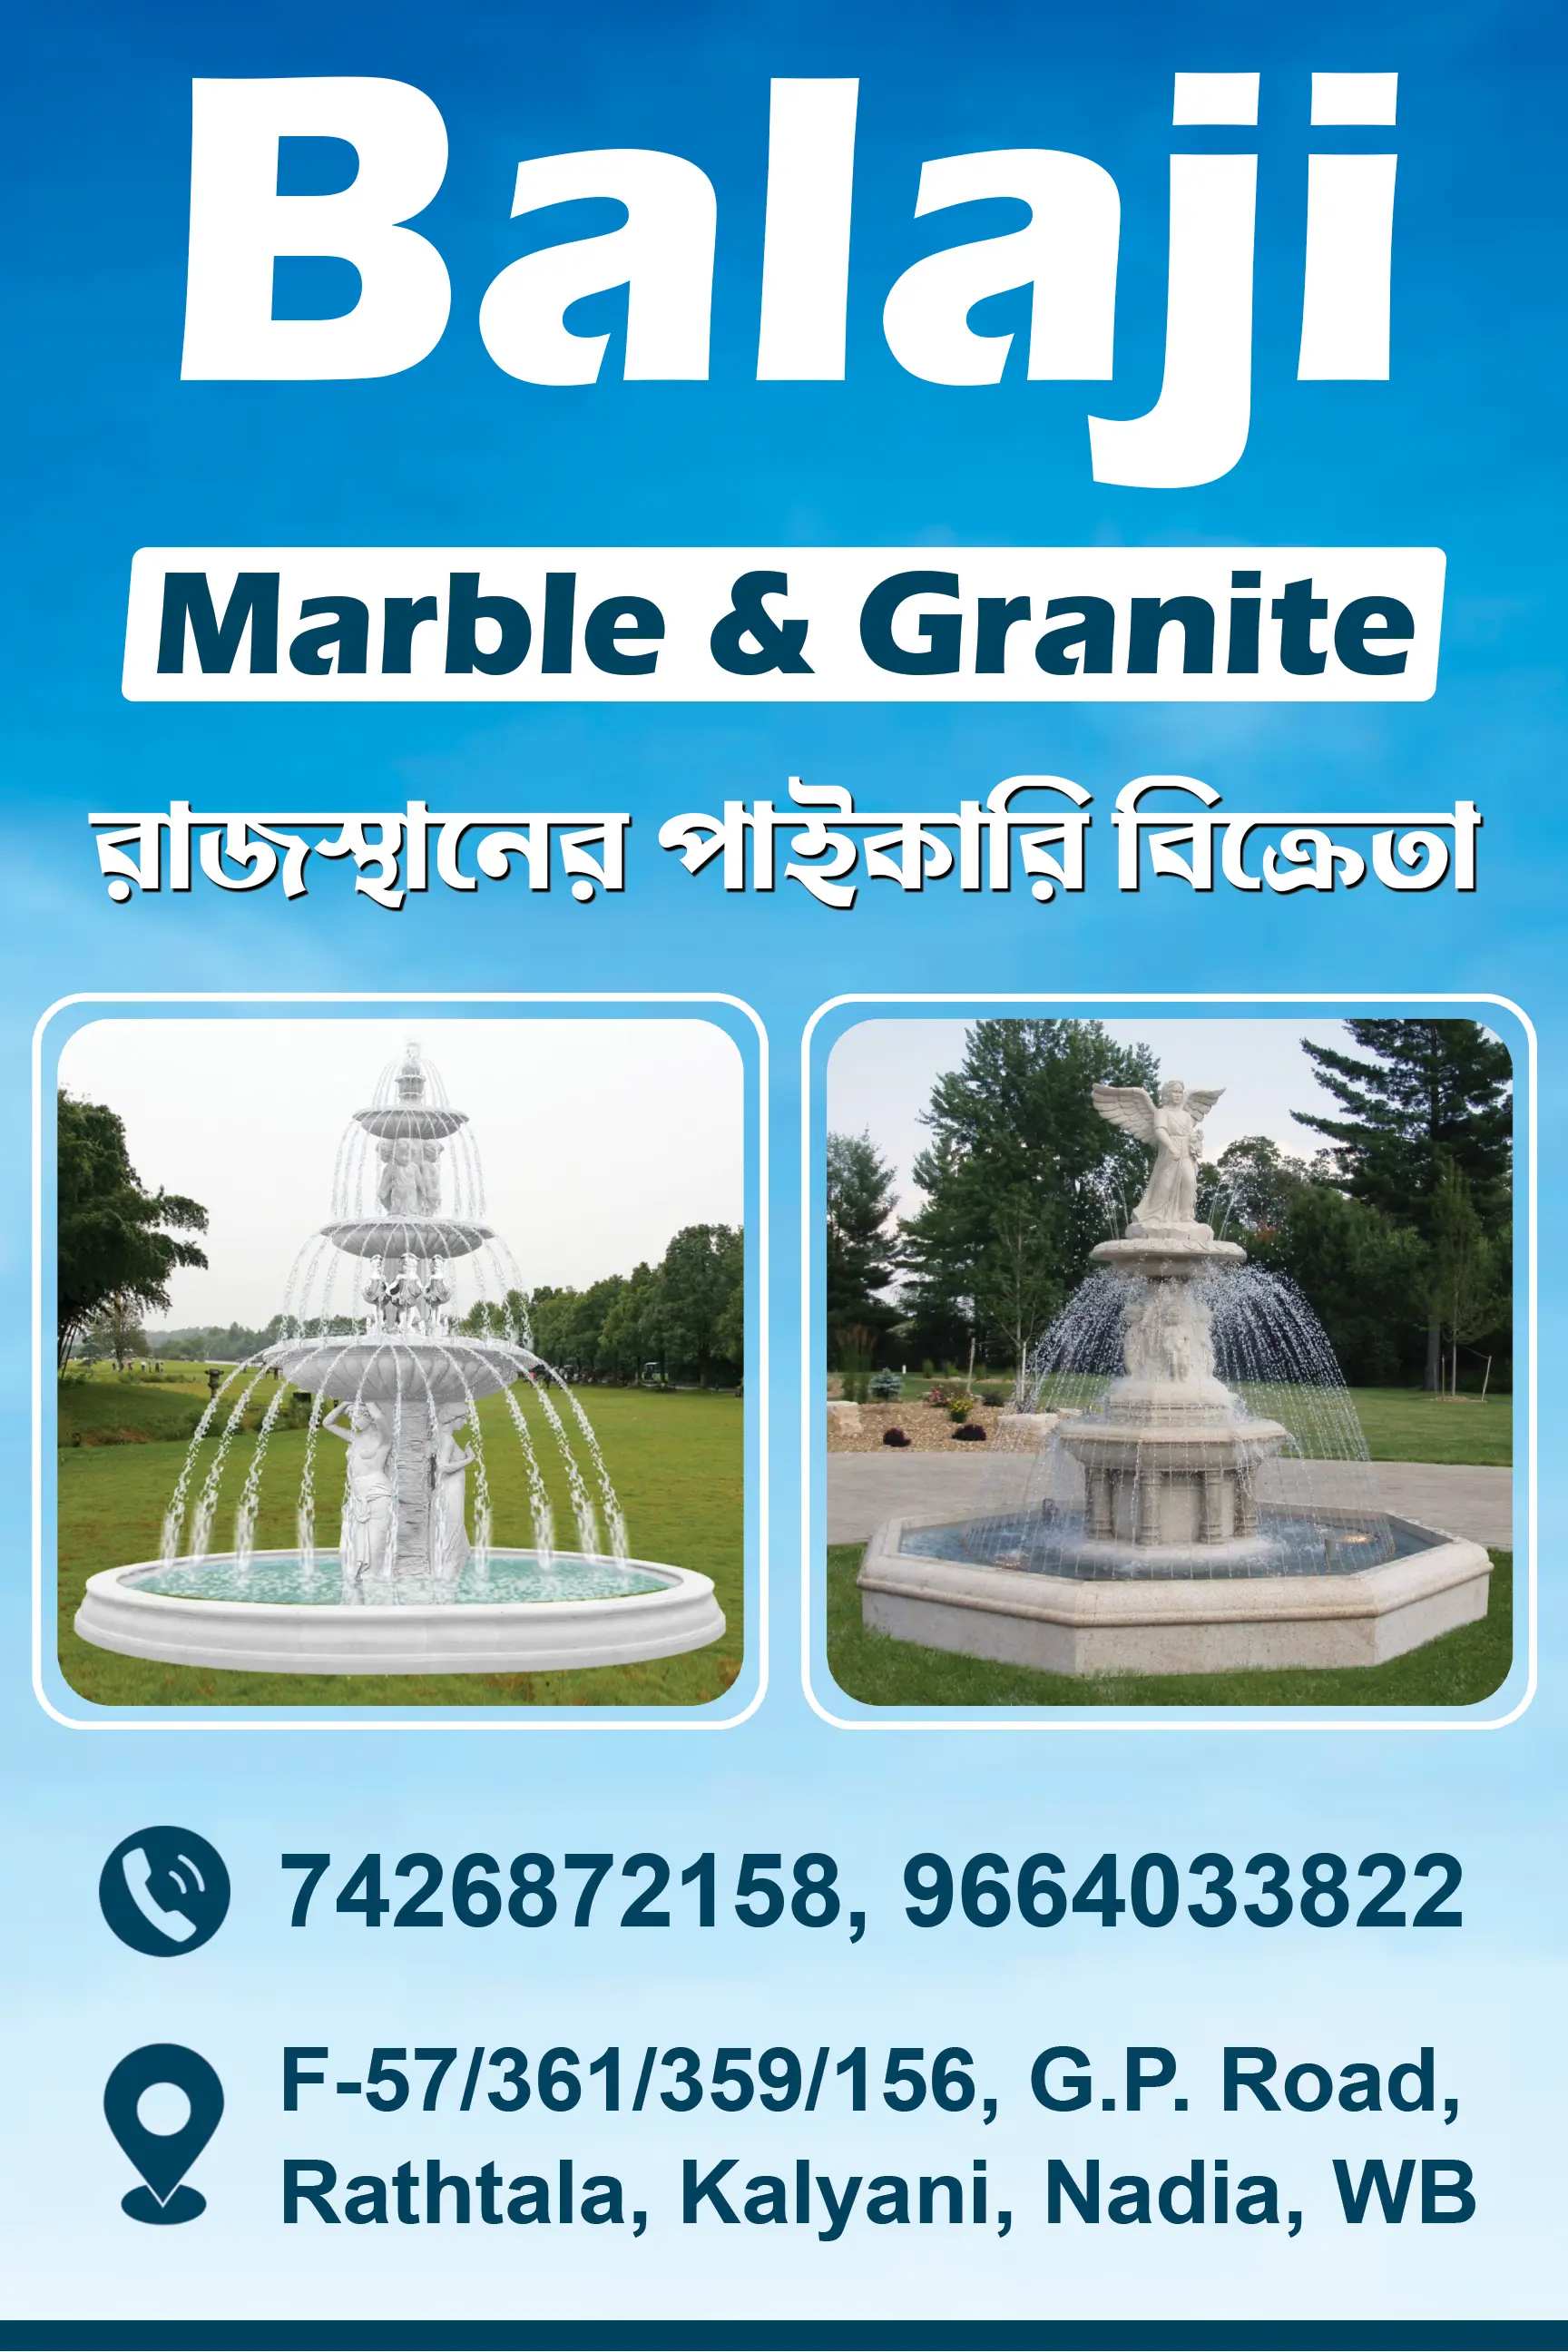 Balaji
Marble & Granite
রাজস্থানের পাইকারি বিক্রেতা
7426872158, 9664033822
F-57/361/359/156, G.P. Road,
Rathtala, Kalyani, Nadia, WB